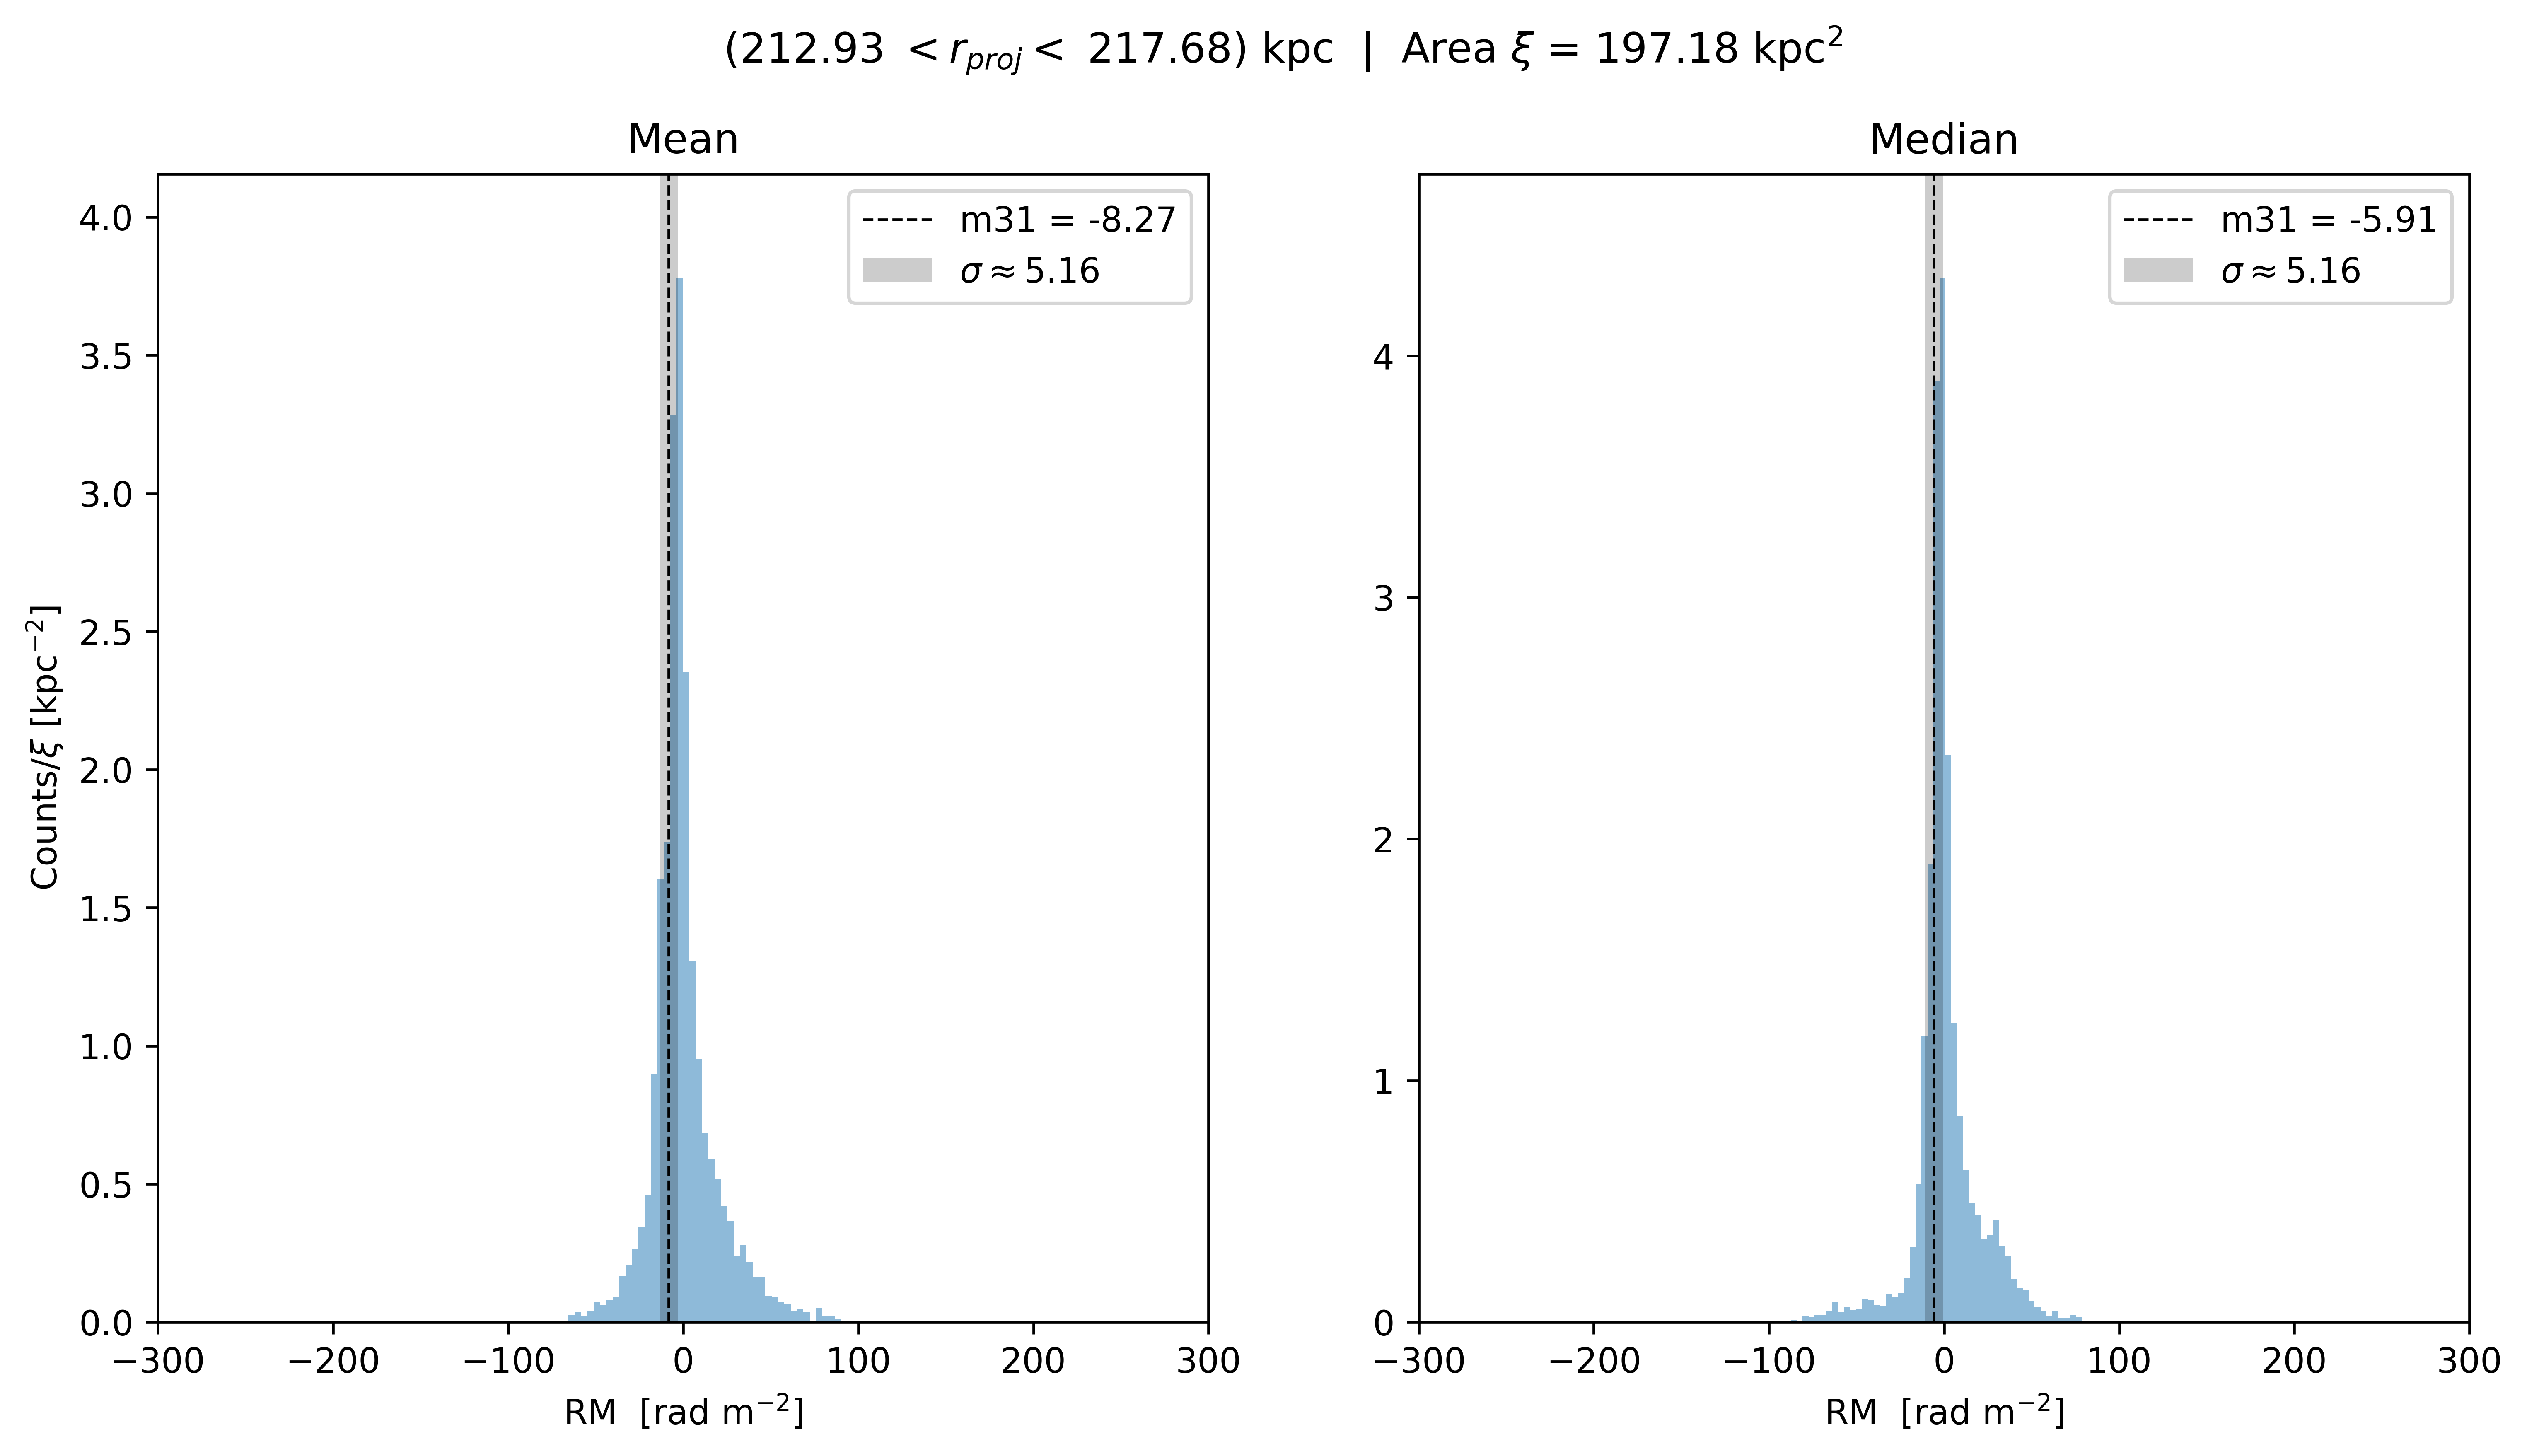 (212.93 < r_proj < 217.68) kpc | Area ξ = 197.18 kpc²
Mean
Median
m31 = -8.27
σ ≈ 5.16
m31 = -5.91
σ ≈ 5.16
Counts/ξ [kpc⁻²]
4.0
3.5
3.0
2.5
2.0
1.5
1.0
0.5
0.0
4
3
2
1
0
−300 −200 −100 0 100 200 300
−300 −200 −100 0 100 200 300
RM [rad m⁻²]
RM [rad m⁻²]